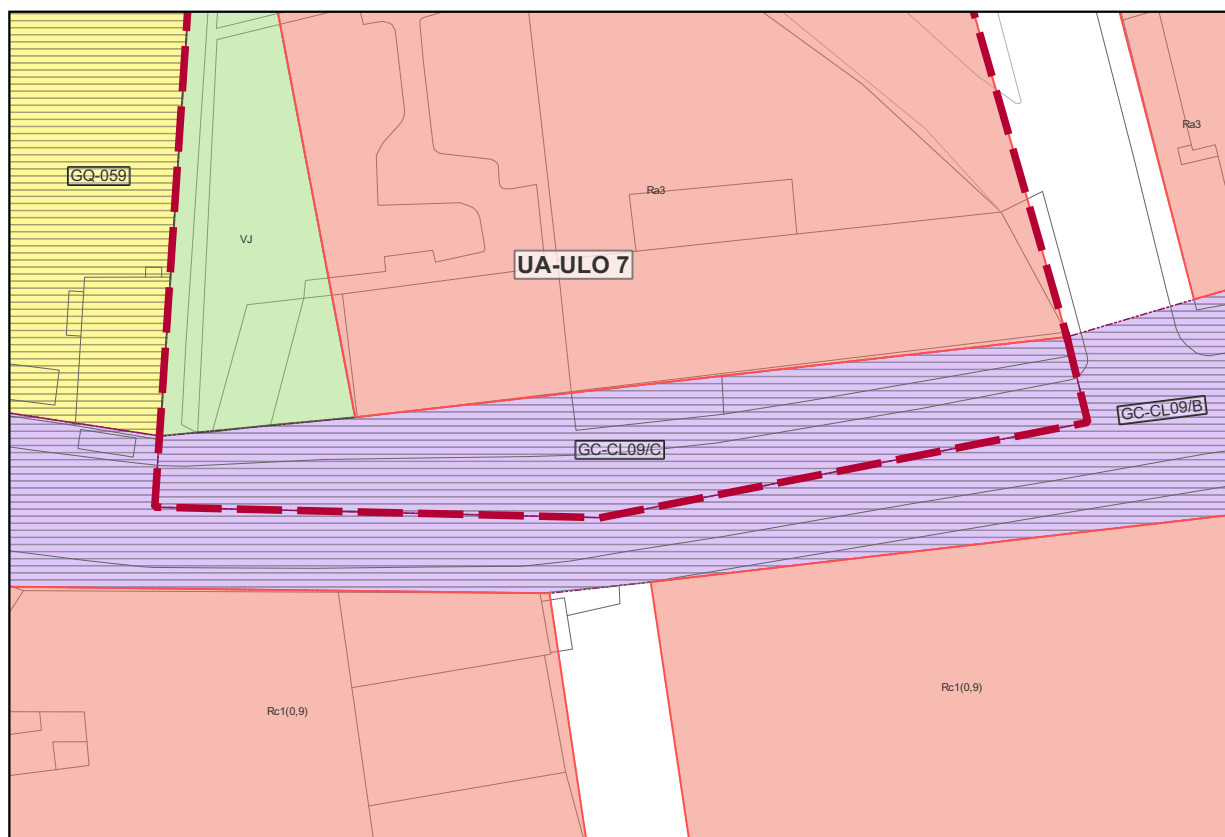 Ra3
GQ-059
Ra3
VJ
UA-ULO 7
GC-CL09/B
GC-CL09/C
Rc1(0,9)
Rc1(0,9)